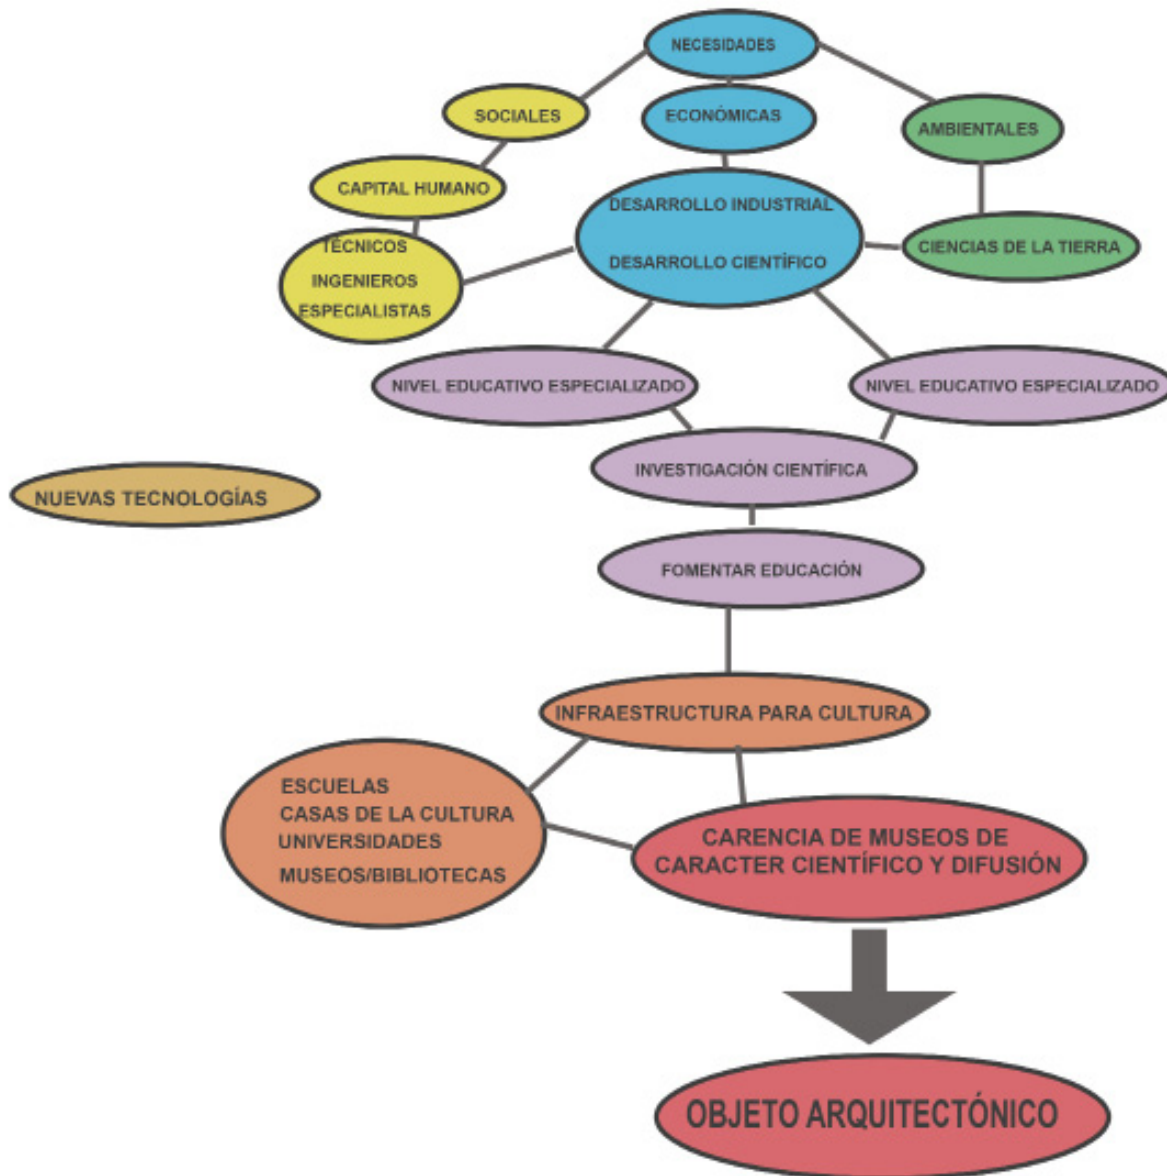 NECESIDADES
SOCIALES
ECONÓMICAS
AMBIENTALES
CAPITAL HUMANO
DESARROLLO INDUSTRIAL
DESARROLLO CIENTÍFICO
TÉCNICOS
INGENIEROS
ESPECIALISTAS
CIENCIAS DE LA TIERRA
NIVEL EDUCATIVO ESPECIALIZADO
NIVEL EDUCATIVO ESPECIALIZADO
INVESTIGACIÓN CIENTÍFICA
NUEVAS TECNOLOGÍAS
FOMENTAR EDUCACIÓN
INFRAESTRUCTURA PARA CULTURA
ESCUELAS
CASAS DE LA CULTURA
UNIVERSIDADES
MUSEOS/BIBLIOTECAS
CARENCIA DE MUSEOS DE
CARACTER CIENTÍFICO Y DIFUSIÓN
OBJETO ARQUITECTÓNICO